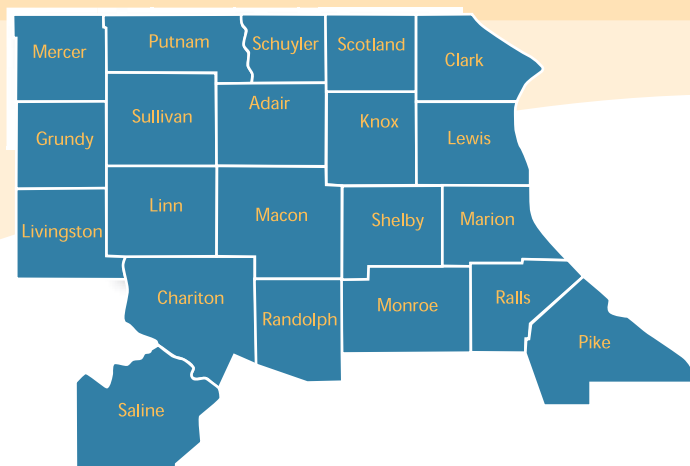 Mercer
Putnam
Schuyler
Scotland
Clark
Sullivan
Adair
Knox
Grundy
Lewis
Linn
Macon
Shelby
Marion
Livingston
Chariton
Randolph
Monroe
Ralls
Pike
Saline